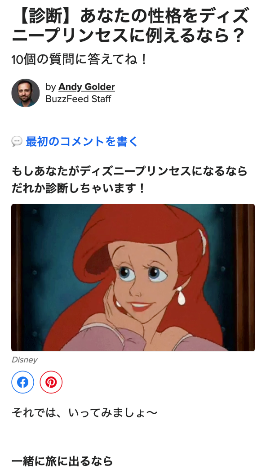 【診断】あなたの性格をディズ
ニープリンセスに例えるなら？
10個の質問に答えてね！
by Andy Golder
BuzzFeed Staff
最初のコメントを書く
もしあなたがディズニープリンセスになるなら
だれか診断しちゃいます！
Disney
それでは、いってみましょ〜
一緒に旅に出るなら